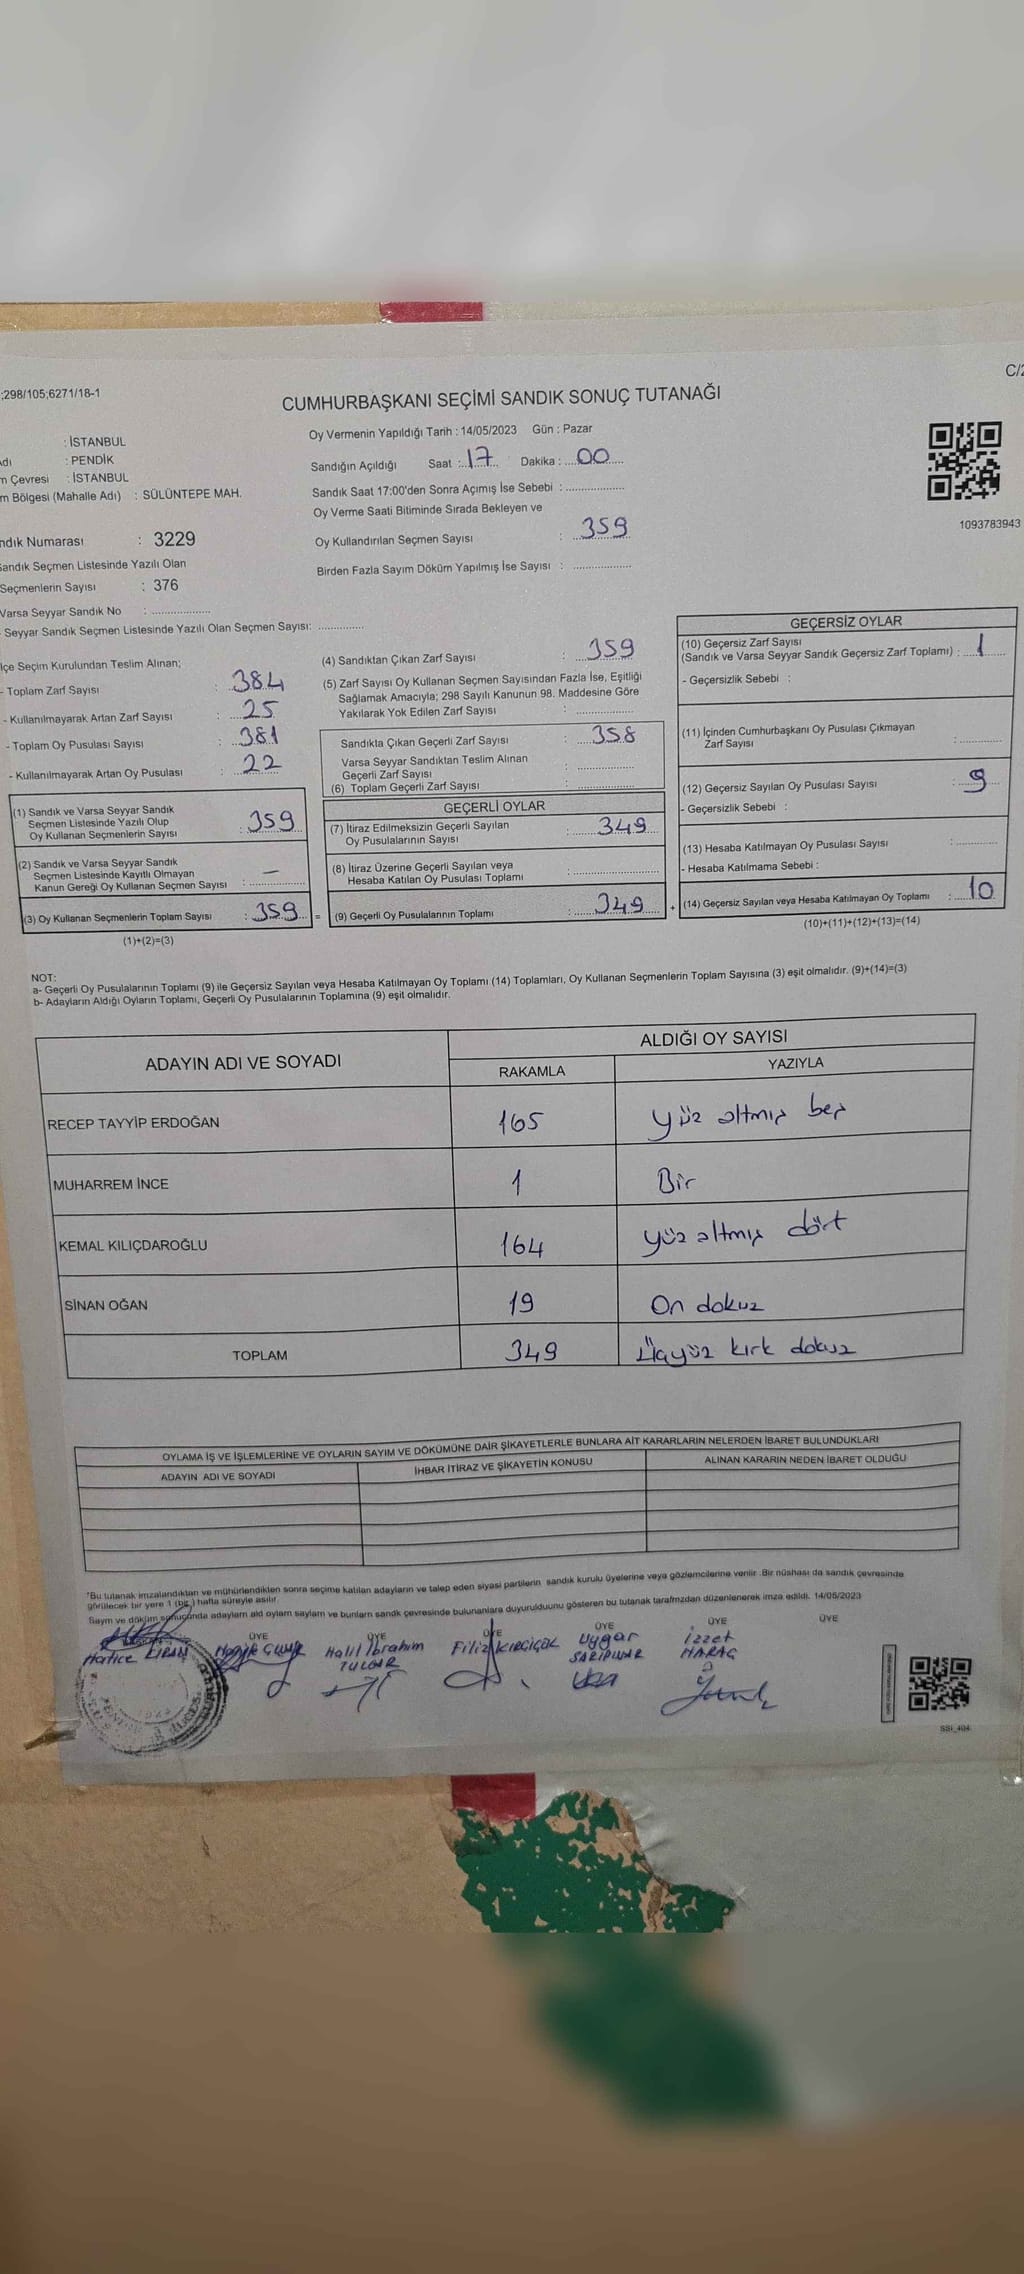 ;298/105;6271/18-1
C/2
CUMHURBAŞKANI SEÇİMİ SANDIK SONUÇ TUTANAĞI
: İSTANBUL
: PENDİK
Çevresi : İSTANBUL
Bölgesi (Mahalle Adı) : SÜLÜNTEPE MAH.
Numarası : 3229
Sandık Seçmen Listesinde Yazılı Olan
Seçmenlerin Sayısı : 376
Varsa Seyyar Sandık No : ..................
- Seyyar Sandık Seçmen Listesinde Yazılı Olan Seçmen Sayısı: ..............
Oy Vermenin Yapıldığı Tarih : 14/05/2023 Gün : Pazar
Sandığın Açıldığı Saat : 17 Dakika : 00
Sandık Saat 17:00'den Sonra Açımış İse Sebebi : ..................
Oy Verme Saati Bitiminde Sırada Bekleyen ve
Oy Kullandırılan Seçmen Sayısı : 359
Birden Fazla Sayım Döküm Yapılmış İse Sayısı : ..................
1093783943
Seçim Kurulundan Teslim Alınan;
- Toplam Zarf Sayısı : 384
- Kullanılmayarak Artan Zarf Sayısı : 25
- Toplam Oy Pusulası Sayısı : 381
- Kullanılmayarak Artan Oy Pusulası : 22
(1) Sandık ve Varsa Seyyar Sandık
Seçmen Listesinde Yazılı Olup
Oy Kullanan Seçmenlerin Sayısı : 359
(2) Sandık ve Varsa Seyyar Sandık
Seçmen Listesinde Kayıtlı Olmayan
Kanun Gereği Oy Kullanan Seçmen Sayısı : —
(3) Oy Kullanan Seçmenlerin Toplam Sayısı : 359 =
(1)+(2)=(3)
(4) Sandıktan Çıkan Zarf Sayısı : 359
(5) Zarf Sayısı Oy Kullanan Seçmen Sayısından Fazla İse, Eşitliği
Sağlamak Amacıyla; 298 Sayılı Kanunun 98. Maddesine Göre
Yakılarak Yok Edilen Zarf Sayısı : ..................
Sandıkta Çıkan Geçerli Zarf Sayısı : 358
Varsa Seyyar Sandıktan Teslim Alınan
Geçerli Zarf Sayısı : ..................
(6) Toplam Geçerli Zarf Sayısı : ..................
GEÇERLİ OYLAR
(7) İtiraz Edilmeksizin Geçerli Sayılan
Oy Pusulalarının Sayısı : 349
(8) İtiraz Üzerine Geçerli Sayılan veya
Hesaba Katılan Oy Pusulası Toplamı : ..................
(9) Geçerli Oy Pusulalarının Toplamı : 349 +
GEÇERSİZ OYLAR
(10) Geçersiz Zarf Sayısı
(Sandık ve Varsa Seyyar Sandık Geçersiz Zarf Toplamı) : 1
- Geçersizlik Sebebi :
(11) İçinden Cumhurbaşkanı Oy Pusulası Çıkmayan
Zarf Sayısı : ..............
(12) Geçersiz Sayılan Oy Pusulası Sayısı : 9
- Geçersizlik Sebebi :
(13) Hesaba Katılmayan Oy Pusulası Sayısı : ..............
- Hesaba Katılmama Sebebi :
(14) Geçersiz Sayılan veya Hesaba Katılmayan Oy Toplamı : 10
(10)+(11)+(12)+(13)=(14)
NOT:
a- Geçerli Oy Pusulalarının Toplamı (9) ile Geçersiz Sayılan veya Hesaba Katılmayan Oy Toplamı (14) Toplamları, Oy Kullanan Seçmenlerin Toplam Sayısına (3) eşit olmalıdır. (9)+(14)=(3)
b- Adayların Aldığı Oyların Toplamı, Geçerli Oy Pusulalarının Toplamına (9) eşit olmalıdır.
ADAYIN ADI VE SOYADI ALDIĞI OY SAYISI
RAKAMLA YAZIYLA
RECEP TAYYİP ERDOĞAN 165 yüz altmış beş
MUHARREM İNCE 1 Bir
KEMAL KILIÇDAROĞLU 164 yüz altmış dört
SİNAN OĞAN 19 On dokuz
TOPLAM 349 Üçyüz kırk dokuz
OYLAMA İŞ VE İŞLEMLERİNE VE OYLARIN SAYIM VE DÖKÜMÜNE DAİR ŞİKAYETLERLE BUNLARA AİT KARARLARIN NELERDEN İBARET BULUNDUKLARI
ADAYIN ADI VE SOYADI İHBAR İTİRAZ VE ŞİKAYETİN KONUSU ALINAN KARARIN NEDEN İBARET OLDUĞU
"Bu tutanak imzalandıktan ve mühürlendikten sonra seçime katılan adayların ve talep eden siyasi partilerin sandık kurulu üyelerine veya gözlemcilerine verilir. Bir nüshası da sandık çevresinde
görülecek bir yere 1 (bir) hafta süreyle asılır.
Sayım ve döküm sonucunda adayların ald oyların sayların ve bunların sandk çevresinde bulunanlara duyurulduunu gösteren bu tutanak tarafmzdan düzenlenerek imza edildi. 14/05/2023
ÜYE ÜYE ÜYE ÜYE ÜYE ÜYE
Hatice Halil İbrahim Filiz KIRÇIÇEK Uygar İzzet
SARIPINAR
SSI_404